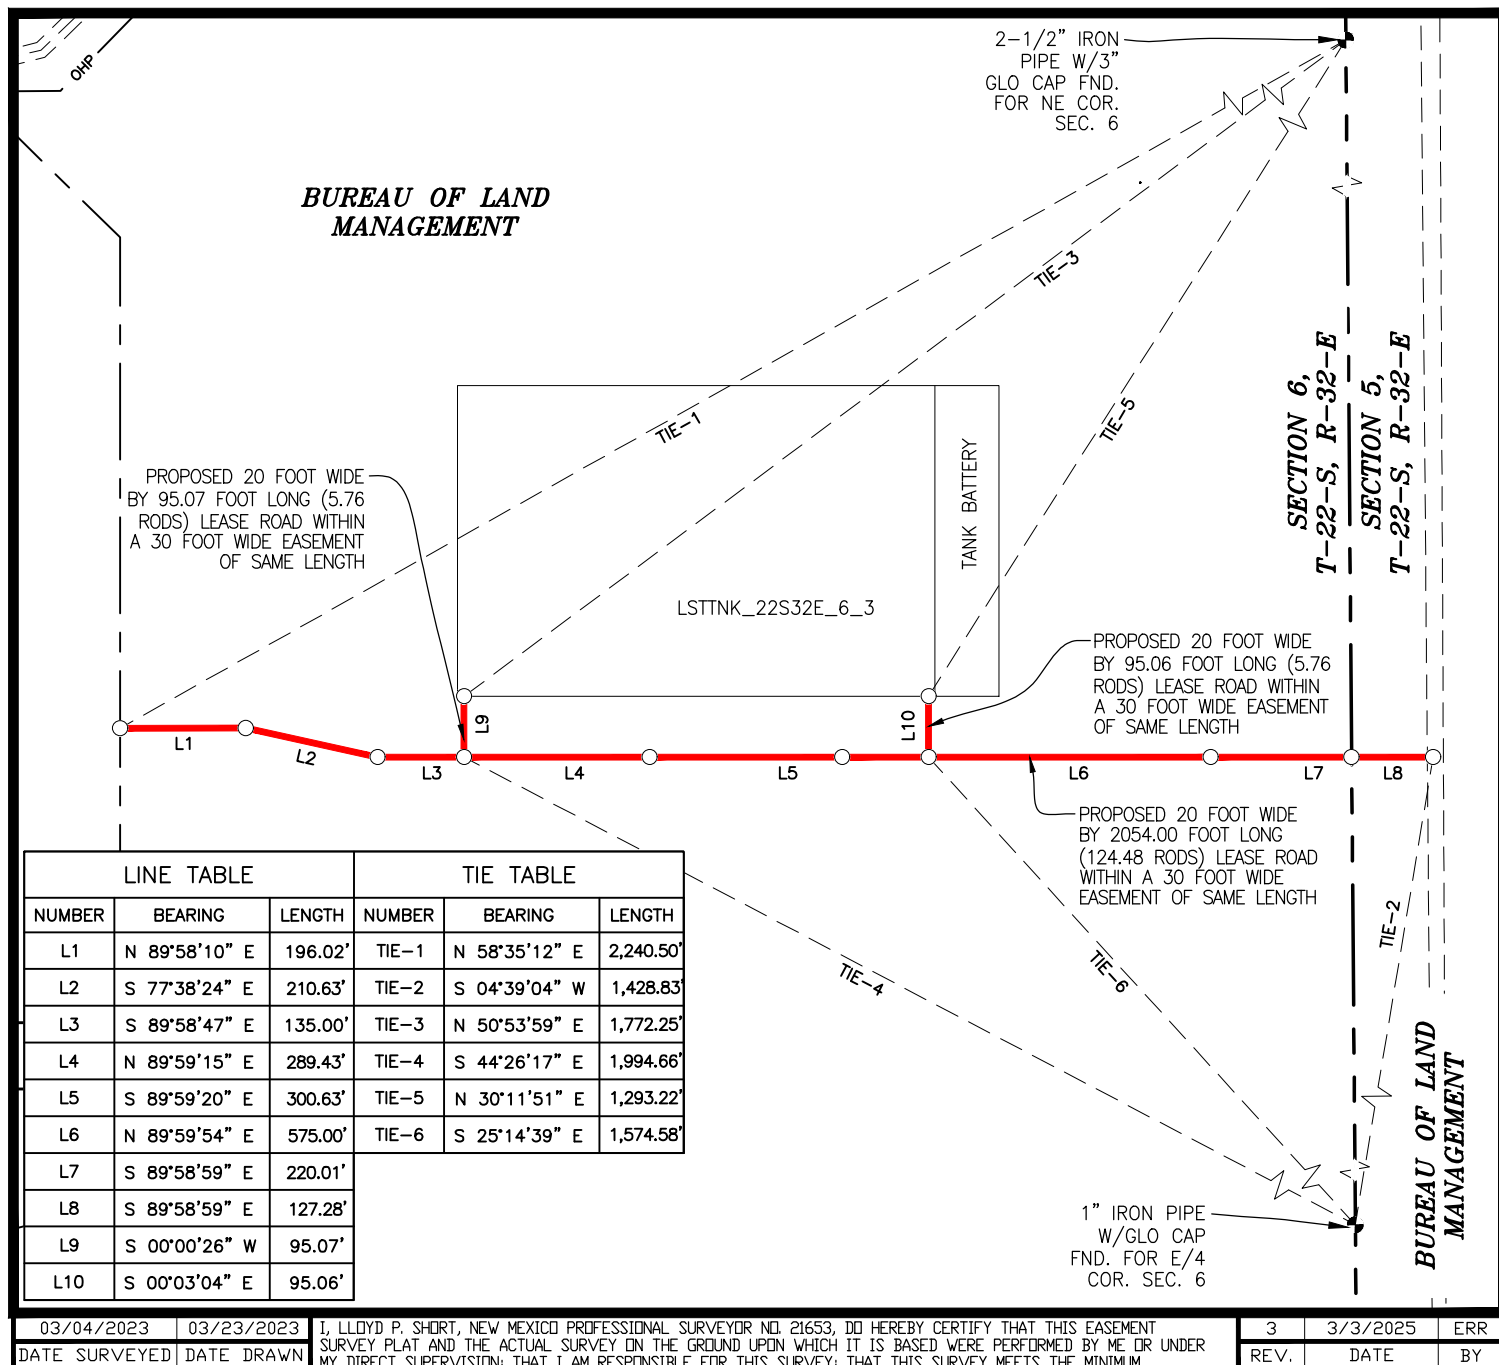 OHP
2-1/2" IRON
PIPE W/3"
GLO CAP FND.
FOR NE COR.
SEC. 6
BUREAU OF LAND
MANAGEMENT
TIE-3
TIE-1
TIE-5
SECTION 6,
T-22-S, R-32-E
SECTION 5,
T-22-S, R-32-E
PROPOSED 20 FOOT WIDE
BY 95.07 FOOT LONG (5.76
RODS) LEASE ROAD WITHIN
A 30 FOOT WIDE EASEMENT
OF SAME LENGTH
TANK BATTERY
LSTTNK_22S32E_6_3
PROPOSED 20 FOOT WIDE
BY 95.06 FOOT LONG (5.76
RODS) LEASE ROAD WITHIN
A 30 FOOT WIDE EASEMENT
OF SAME LENGTH
L9
L10
L1
L2
L3
L4
L5
L6
L7
L8
PROPOSED 20 FOOT WIDE
BY 2054.00 FOOT LONG
(124.48 RODS) LEASE ROAD
WITHIN A 30 FOOT WIDE
EASEMENT OF SAME LENGTH
TIE-2
TIE-4
TIE-6
BUREAU OF LAND
MANAGEMENT
1" IRON PIPE
W/GLO CAP
FND. FOR E/4
COR. SEC. 6
LINE TABLE TIE TABLE
NUMBER BEARING LENGTH NUMBER BEARING LENGTH
L1 N 89°58'10" E 196.02' TIE-1 N 58°35'12" E 2,240.50'
L2 S 77°38'24" E 210.63' TIE-2 S 04°39'04" W 1,428.83'
L3 S 89°58'47" E 135.00' TIE-3 N 50°53'59" E 1,772.25'
L4 N 89°59'15" E 289.43' TIE-4 S 44°26'17" E 1,994.66'
L5 S 89°59'20" E 300.63' TIE-5 N 30°11'51" E 1,293.22'
L6 N 89°59'54" E 575.00' TIE-6 S 25°14'39" E 1,574.58'
L7 S 89°58'59" E 220.01'
L8 S 89°58'59" E 127.28'
L9 S 00°00'26" W 95.07'
L10 S 00°03'04" E 95.06'
03/04/2023 03/23/2023
DATE SURVEYED DATE DRAWN
I, LLOYD P. SHORT, NEW MEXICO PROFESSIONAL SURVEYOR NO. 21653, DO HEREBY CERTIFY THAT THIS EASEMENT
SURVEY PLAT AND THE ACTUAL SURVEY ON THE GROUND UPON WHICH IT IS BASED WERE PERFORMED BY ME OR UNDER
MY DIRECT SUPERVISION; THAT I AM RESPONSIBLE FOR THIS SURVEY; THAT THIS SURVEY MEETS THE MINIMUM
3 3/3/2025 ERR
REV. DATE BY